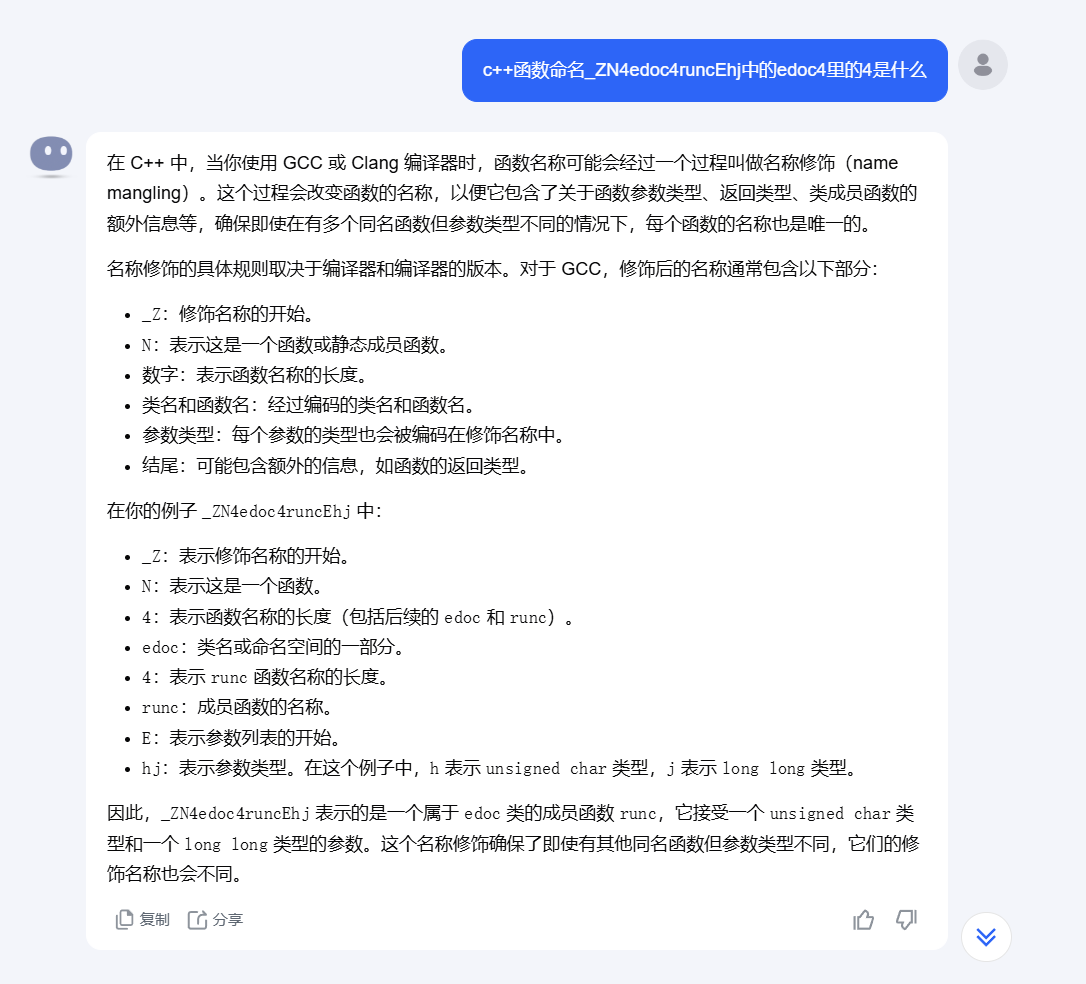 c++函数命名_ZN4edoc4runcEhj中的edoc4里的4是什么
在 C++ 中，当你使用 GCC 或 Clang 编译器时，函数名称可能会经过一个过程叫做名称修饰（name
mangling）。这个过程会改变函数的名称，以便它包含了关于函数参数类型、返回类型、类成员函数的
额外信息等，确保即使在有多个同名函数但参数类型不同的情况下，每个函数的名称也是唯一的。
名称修饰的具体规则取决于编译器和编译器的版本。对于 GCC，修饰后的名称通常包含以下部分：
• _Z：修饰名称的开始。
• N：表示这是一个函数或静态成员函数。
• 数字：表示函数名称的长度。
• 类名和函数名：经过编码的类名和函数名。
• 参数类型：每个参数的类型也会被编码在修饰名称中。
• 结尾：可能包含额外的信息，如函数的返回类型。
在你的例子 _ZN4edoc4runcEhj 中：
• _Z：表示修饰名称的开始。
• N：表示这是一个函数。
• 4：表示函数名称的长度（包括后续的 edoc 和 runc）。
• edoc：类名或命名空间的一部分。
• 4：表示 runc 函数名称的长度。
• runc：成员函数的名称。
• E：表示参数列表的开始。
• hj：表示参数类型。在这个例子中，h 表示 unsigned char 类型，j 表示 long long 类型。
因此，_ZN4edoc4runcEhj 表示的是一个属于 edoc 类的成员函数 runc，它接受一个 unsigned char 类
型和一个 long long 类型的参数。这个名称修饰确保了即使有其他同名函数但参数类型不同，它们的修
饰名称也会不同。
复制 分享